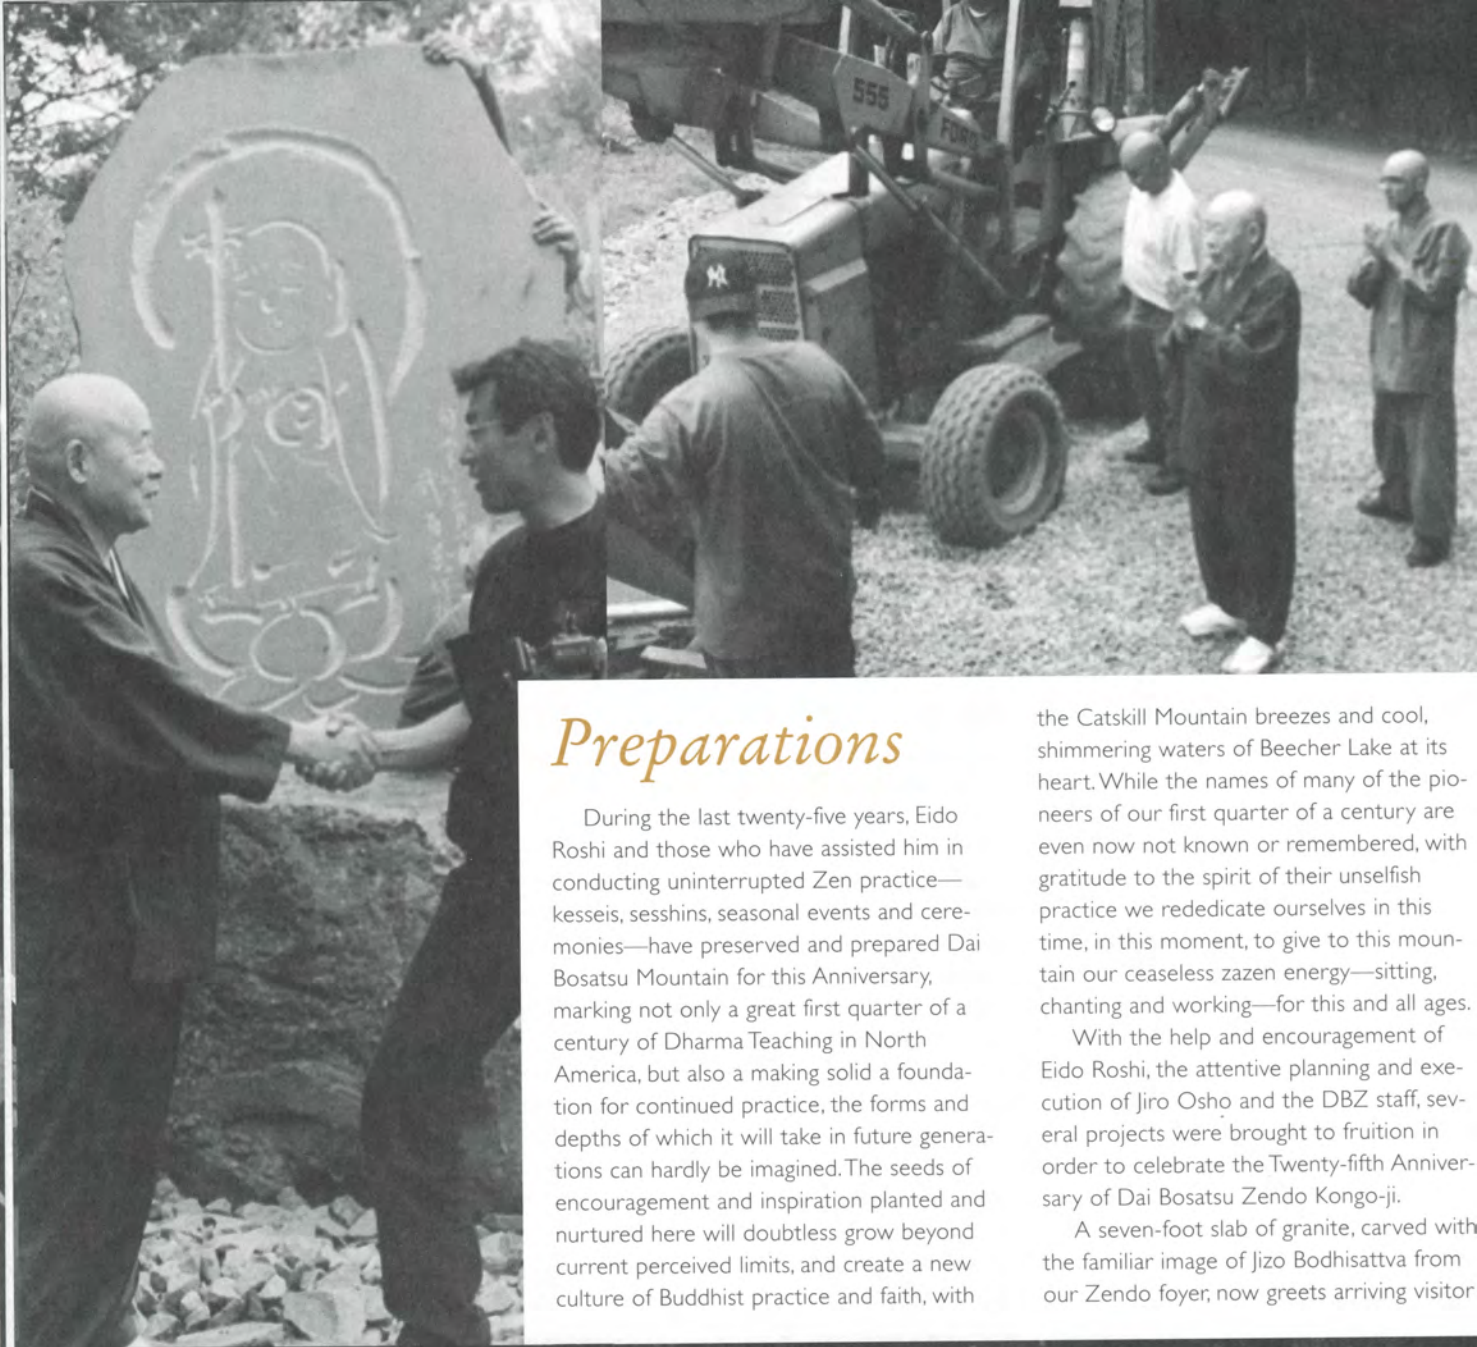 555
FORD
NY
Preparations
During the last twenty-five years, Eido
Roshi and those who have assisted him in
conducting uninterrupted Zen practice—
kesseis, sesshins, seasonal events and cere-
monies—have preserved and prepared Dai
Bosatsu Mountain for this Anniversary,
marking not only a great first quarter of a
century of Dharma Teaching in North
America, but also a making solid a founda-
tion for continued practice, the forms and
depths of which it will take in future genera-
tions can hardly be imagined. The seeds of
encouragement and inspiration planted and
nurtured here will doubtless grow beyond
current perceived limits, and create a new
culture of Buddhist practice and faith, with
the Catskill Mountain breezes and cool,
shimmering waters of Beecher Lake at its
heart. While the names of many of the pio-
neers of our first quarter of a century are
even now not known or remembered, with
gratitude to the spirit of their unselfish
practice we rededicate ourselves in this
time, in this moment, to give to this moun-
tain our ceaseless zazen energy—sitting,
chanting and working—for this and all ages.
With the help and encouragement of
Eido Roshi, the attentive planning and exe-
cution of Jiro Osho and the DBZ staff, sev-
eral projects were brought to fruition in
order to celebrate the Twenty-fifth Anniver-
sary of Dai Bosatsu Zendo Kongo-ji.
A seven-foot slab of granite, carved with
the familiar image of Jizo Bodhisattva from
our Zendo foyer, now greets arriving visitor